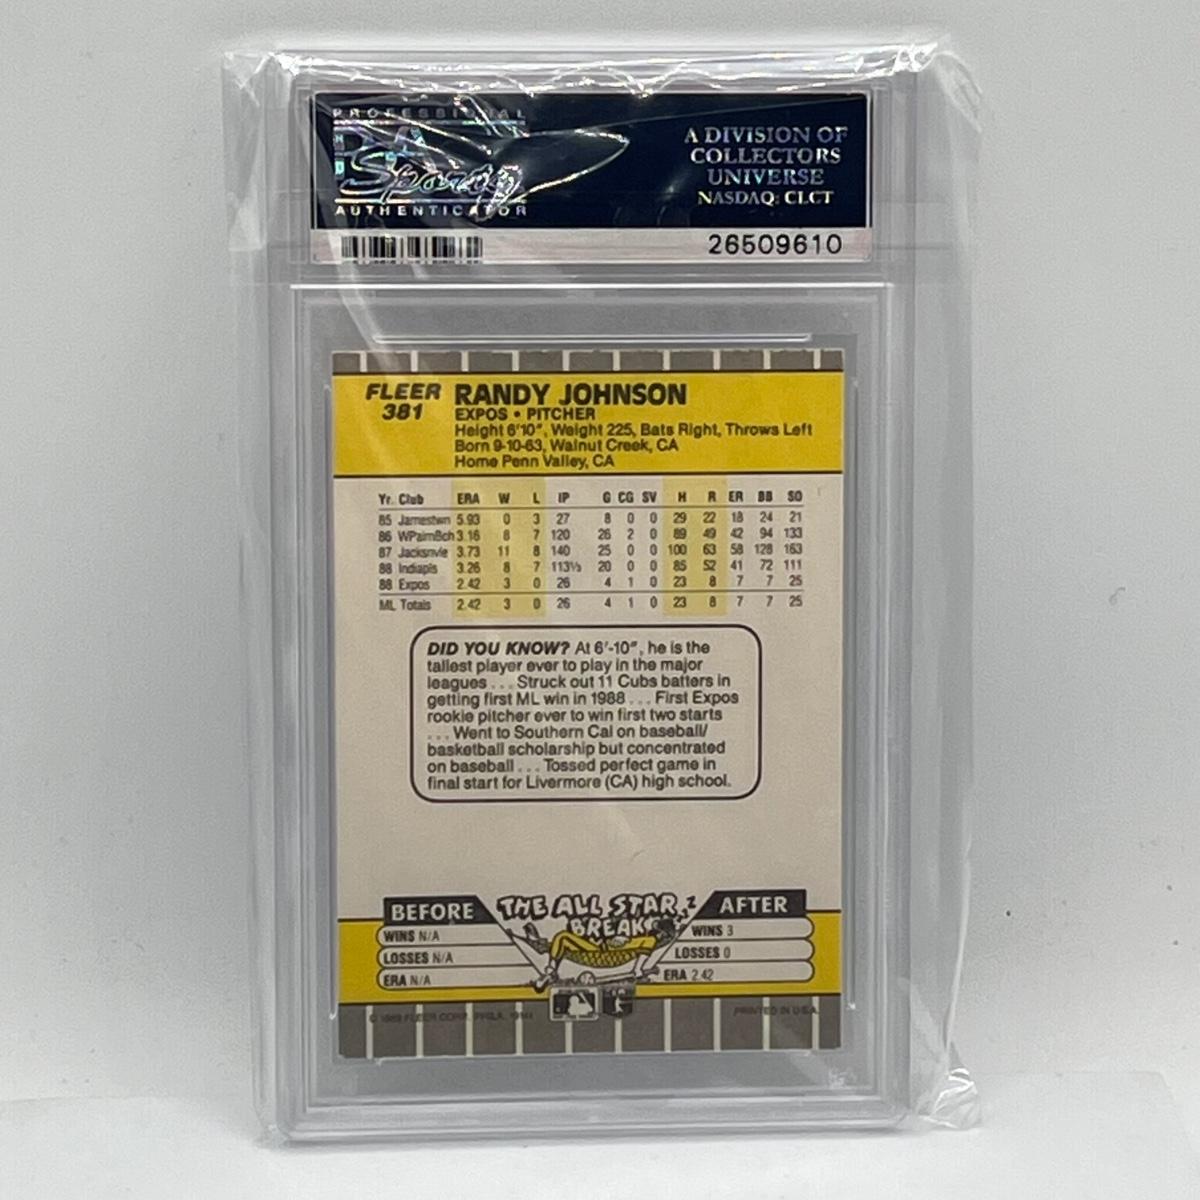 PROFESSIONAL
Sports
AUTHENTICATOR
A DIVISION OF
COLLECTORS
UNIVERSE
NASDAQ: CLCT
26509610
FLEER
381
RANDY JOHNSON
EXPOS • PITCHER
Height 6'10", Weight 225, Bats Right, Throws Left
Born 9-10-63, Walnut Creek, CA
Home Penn Valley, CA
Yr. Club ERA W L IP G CG SV H R ER BB SO
85 Jamestwn 5.93 0 3 27 8 0 0 29 22 18 24 21
86 WPalmBch 3.16 8 7 120 26 2 0 89 49 42 94 133
87 Jacksnvle 3.73 11 8 140 25 0 0 100 63 58 128 163
88 Indiapls 3.26 8 7 113⅓ 20 0 0 85 52 41 72 111
88 Expos 2.42 3 0 26 4 1 0 23 8 7 7 25
ML Totals 2.42 3 0 26 4 1 0 23 8 7 7 25
DID YOU KNOW? At 6'-10", he is the
tallest player ever to play in the major
leagues . . . Struck out 11 Cubs batters in
getting first ML win in 1988 . . . First Expos
rookie pitcher ever to win first two starts
. . . Went to Southern Cal on baseball/
basketball scholarship but concentrated
on baseball . . . Tossed perfect game in
final start for Livermore (CA) high school.
BEFORE
THE ALL STAR
BREAK
Z
AFTER
WINS N/A
LOSSES N/A
ERA N/A
WINS 3
LOSSES 0
ERA 2.42
© 1989 FLEER CORP. PHILA. 19141
PRINTED IN U.S.A.